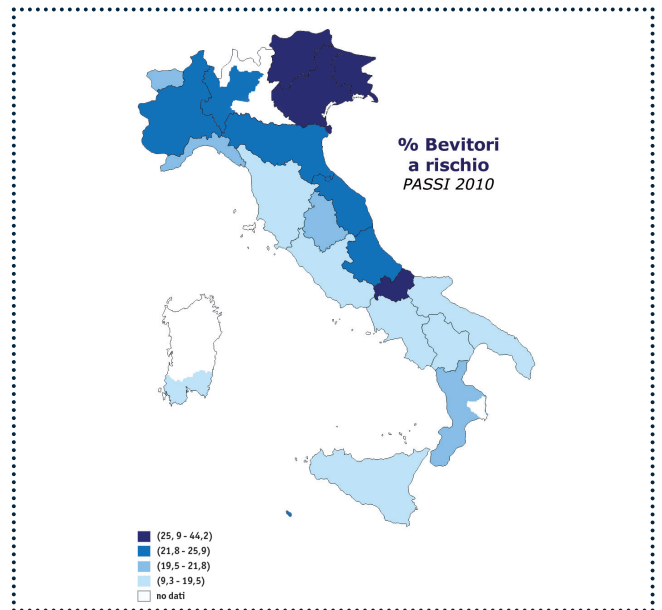 % Bevitori
a rischio
PASSI 2010
(25, 9 - 44,2)
(21,8 - 25,9)
(19,5 - 21,8)
(9,3 - 19,5)
no dati